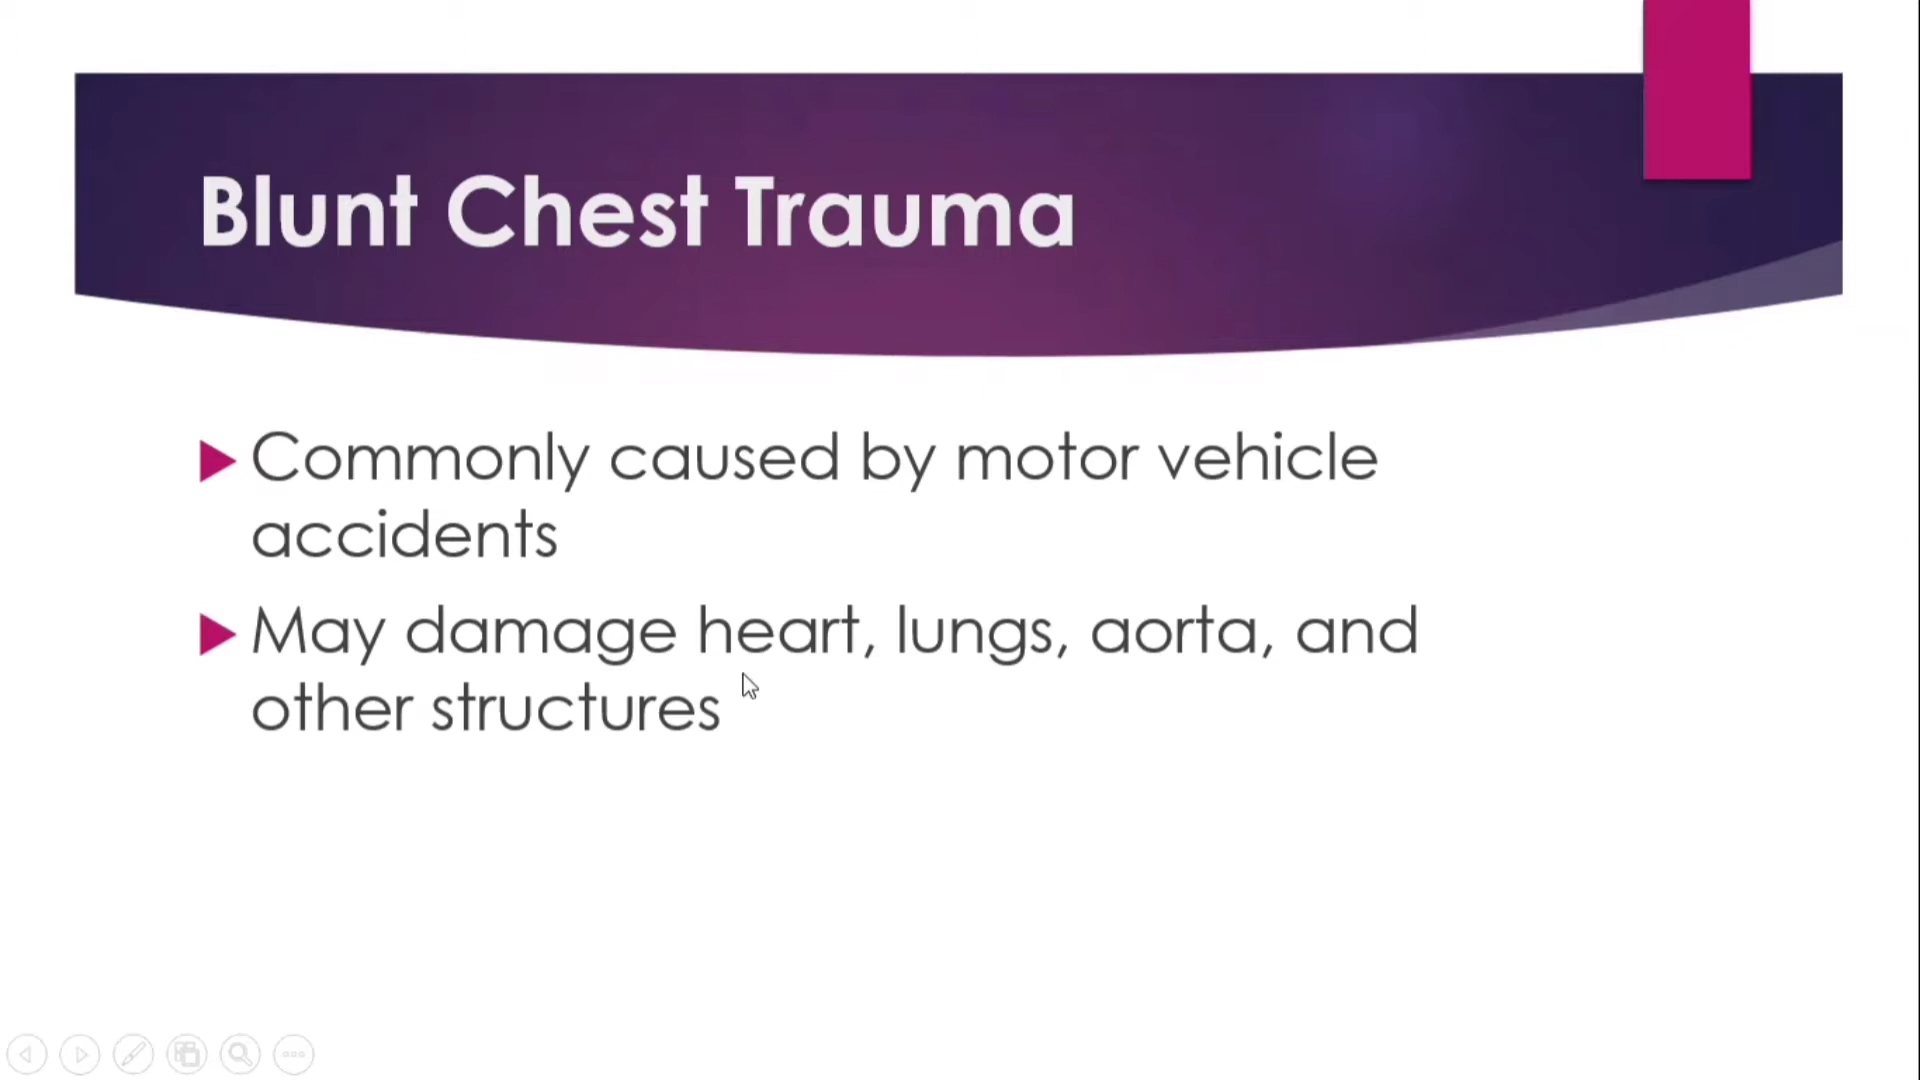 Blunt Chest Trauma
Commonly caused by motor vehicle
accidents
May damage heart, lungs, aorta, and
other structures